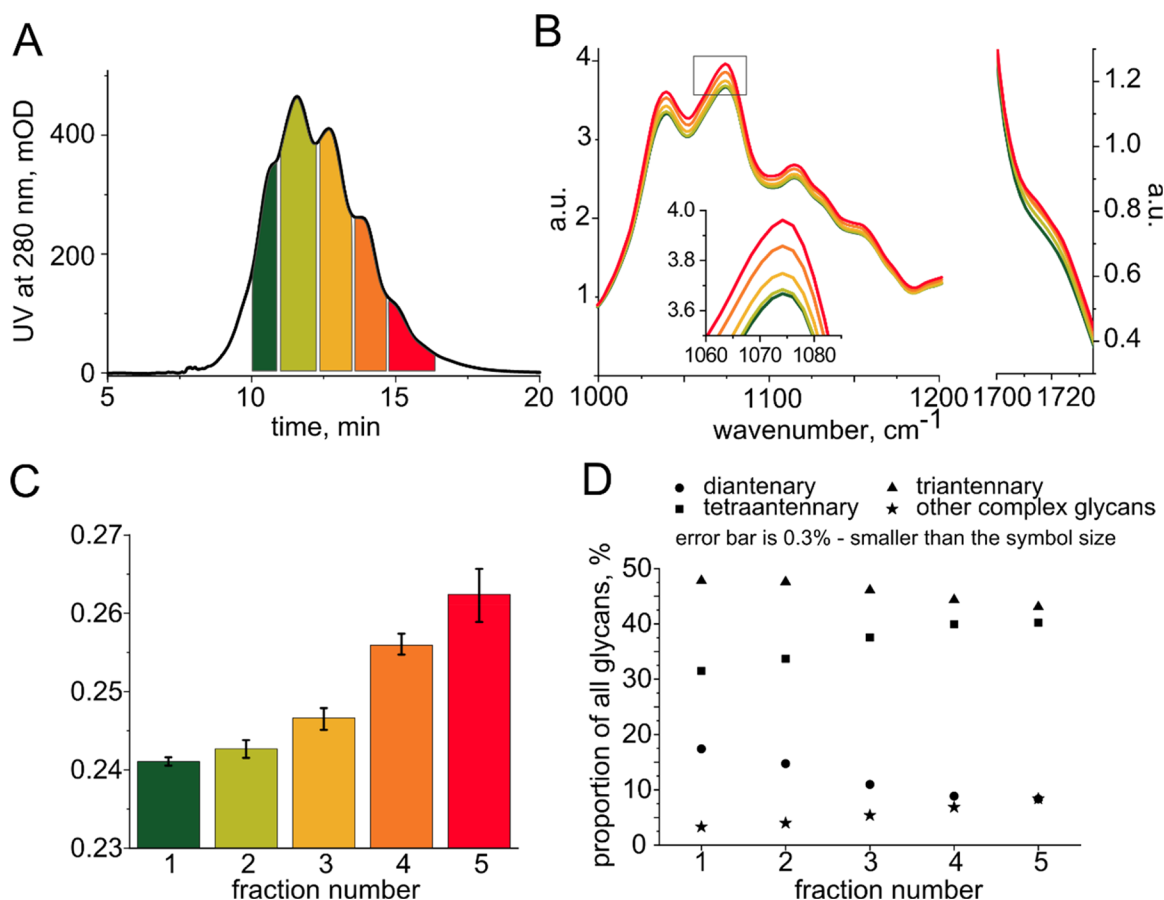 A
UV at 280 nm, mOD
400
200
0
5
10
15
20
time, min
B
4
3
2
1
a.u.
4.0
3.8
3.6
1060
1070
1080
1000
1100
1200
1700
1720
wavenumber, cm-1
1.2
1.0
0.8
0.6
0.4
a.u.
C
0.27
0.26
0.25
0.24
0.23
1
2
3
4
5
fraction number
D
diantenary
triantennary
tetraantennary
other complex glycans
error bar is 0.3% - smaller than the symbol size
proportion of all glycans, %
50
40
30
20
10
0
1
2
3
4
5
fraction number